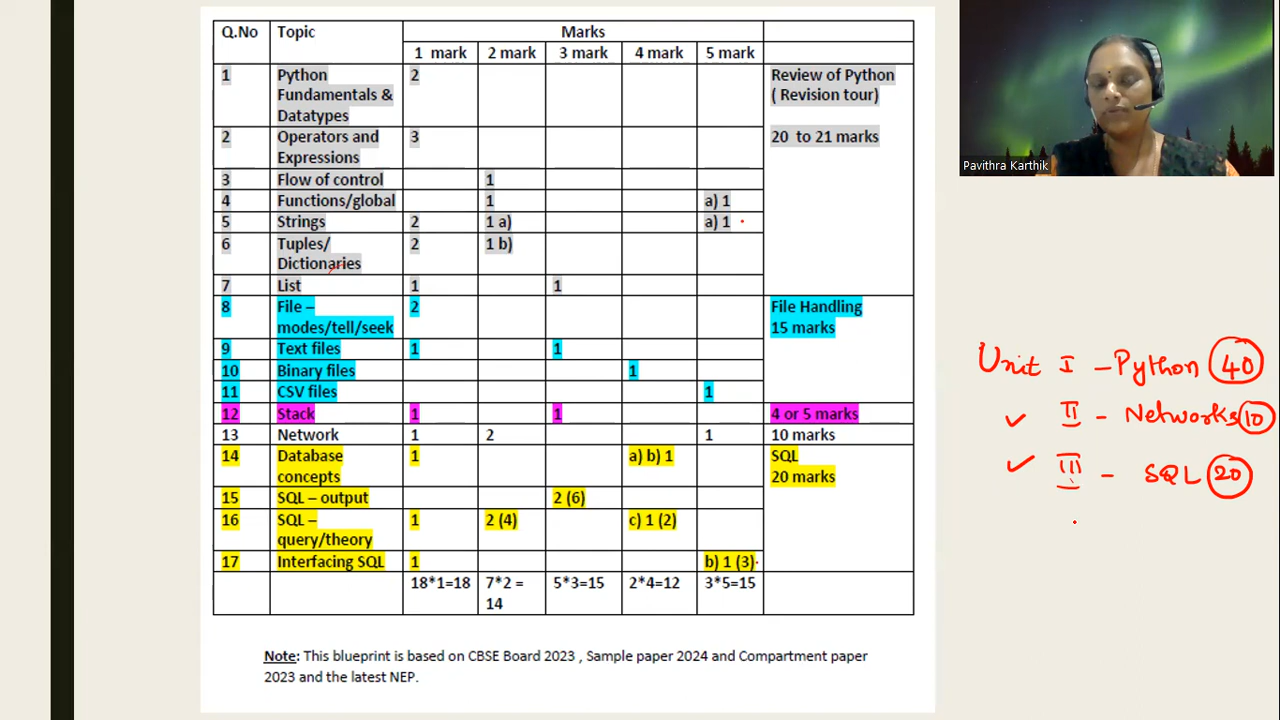 Q.No Topic Marks
1 mark 2 mark 3 mark 4 mark 5 mark
1 Python Fundamentals & Datatypes 2 Review of Python ( Revision tour)
2 Operators and Expressions 3 20 to 21 marks
3 Flow of control 1
4 Functions/global 1 a) 1
5 Strings 2 1 a) a) 1
6 Tuples/ Dictionaries 2 1 b)
7 List 1 1
8 File – modes/tell/seek 2 File Handling 15 marks
9 Text files 1 1
10 Binary files 1
11 CSV files 1
12 Stack 1 1 4 or 5 marks
13 Network 1 2 1 10 marks
14 Database concepts 1 a) b) 1 SQL 20 marks
15 SQL – output 2 (6)
16 SQL – query/theory 1 2 (4) c) 1 (2)
17 Interfacing SQL 1 b) 1 (3)
18*1=18 7*2 = 14 5*3=15 2*4=12 3*5=15
Note: This blueprint is based on CBSE Board 2023 , Sample paper 2024 and Compartment paper
2023 and the latest NEP.
Pavithra Karthik
Unit I – Python 40
✓ II – Networks 10
✓ III – SQL 20